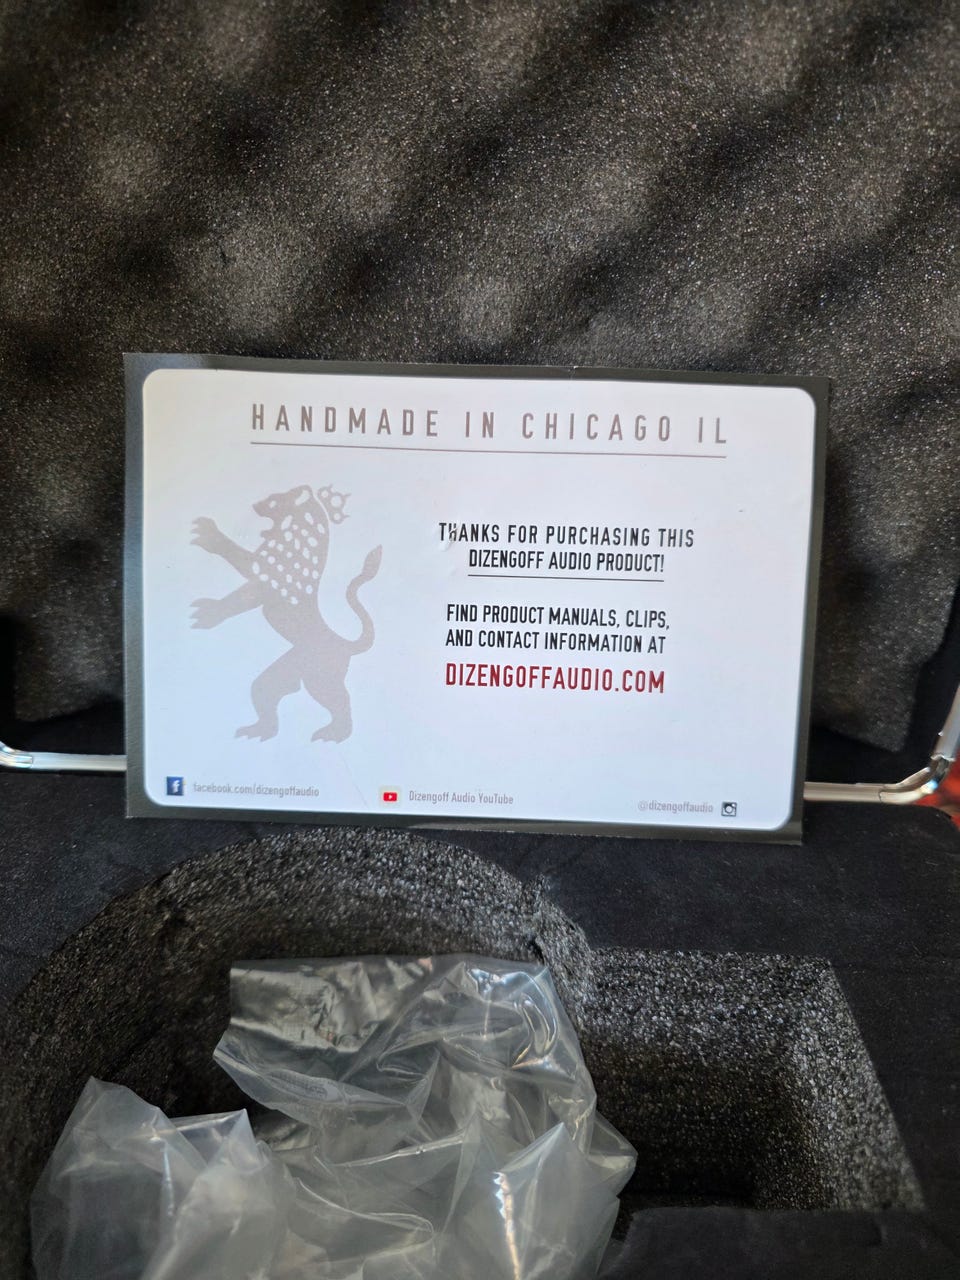 HANDMADE IN CHICAGO IL
THANKS FOR PURCHASING THIS
DIZENGOFF AUDIO PRODUCT!
FIND PRODUCT MANUALS, CLIPS,
AND CONTACT INFORMATION AT
DIZENGOFFAUDIO.COM
facebook.com/dizengoffaudio
Dizengoff Audio YouTube
@dizengoffaudio